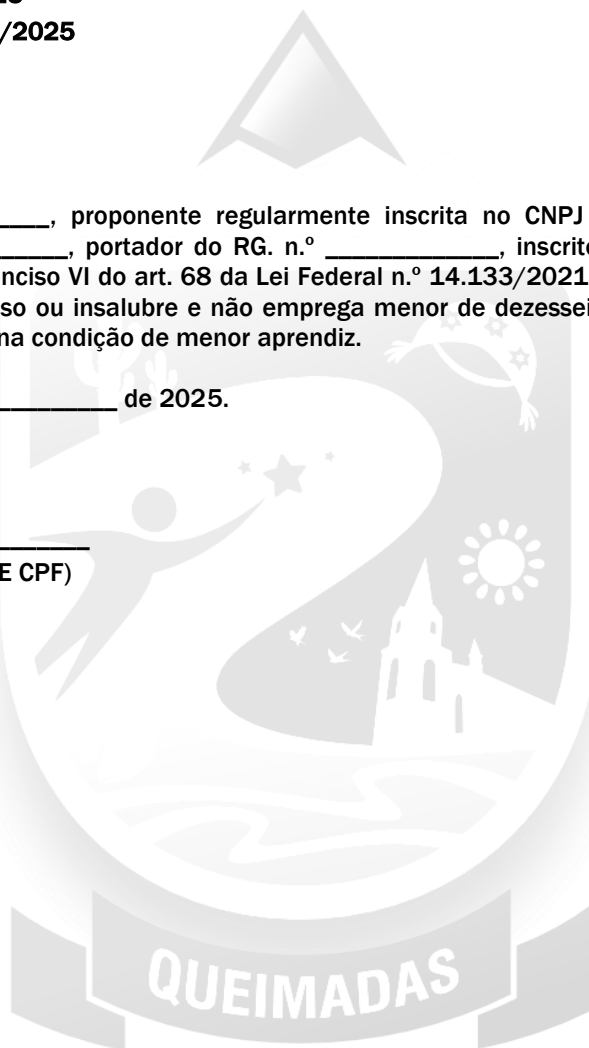 /2025
____, proponente regularmente inscrita no CNPJ
_____, portador do RG. n.º _____________, inscrit
nciso VI do art. 68 da Lei Federal n.º 14.133/2021
so ou insalubre e não emprega menor de dezessei
na condição de menor aprendiz.
_________ de 2025.
_______
E CPF)
QUEIMADAS